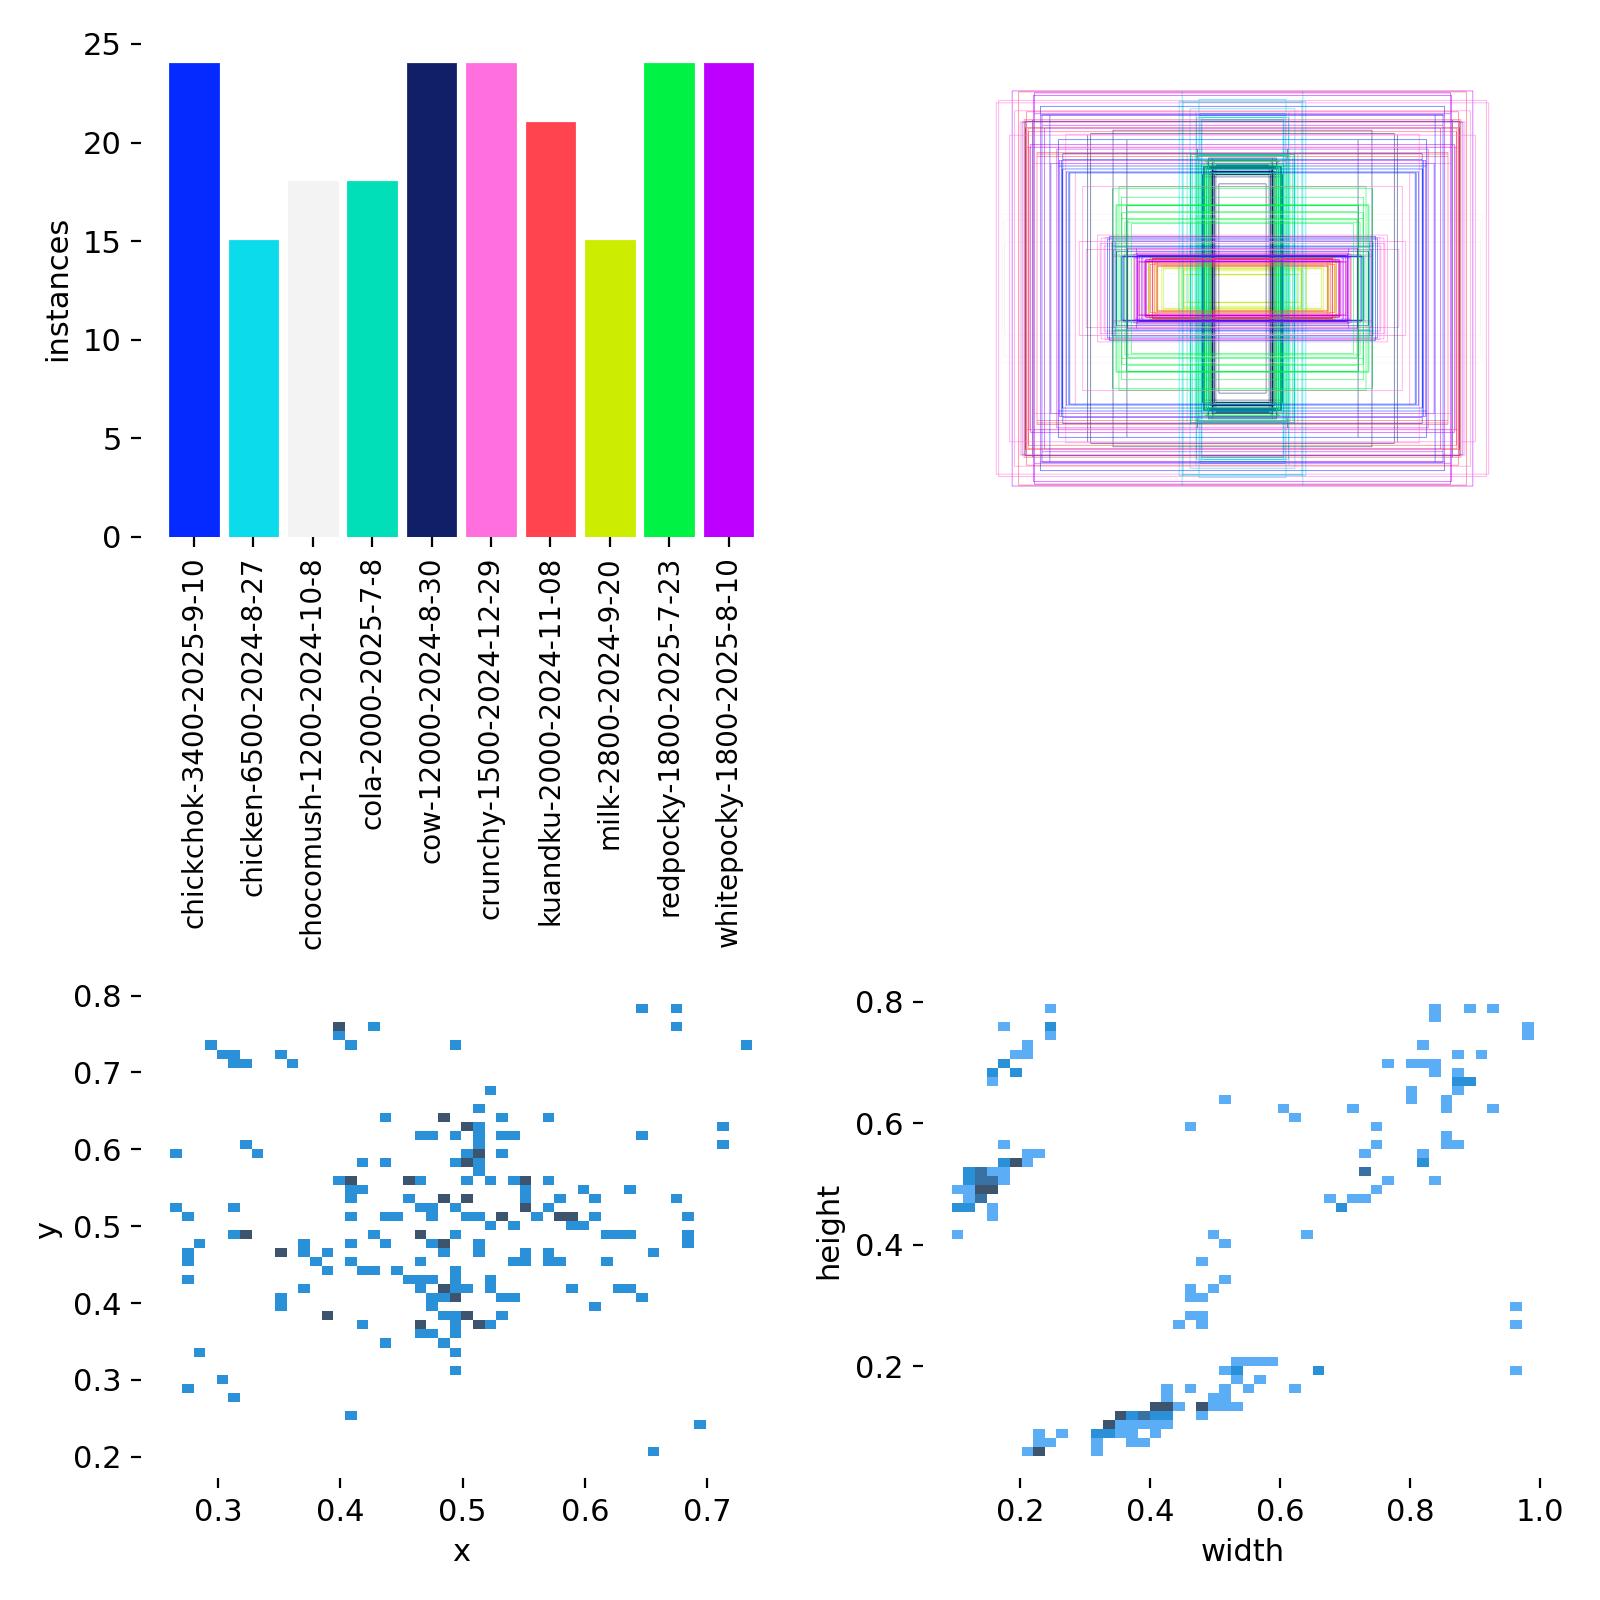 25
20
15
10
5
0
instances
chickchok-3400-2025-9-10
chicken-6500-2024-8-27
chocomush-1200-2024-10-8
cola-2000-2025-7-8
cow-12000-2024-8-30
crunchy-1500-2024-12-29
kuandku-2000-2024-11-08
milk-2800-2024-9-20
redpocky-1800-2025-7-23
whitepocky-1800-2025-8-10
0.8
0.7
0.6
0.5
0.4
0.3
0.2
y
0.3 0.4 0.5 0.6 0.7
x
0.8
0.6
0.4
0.2
height
0.2 0.4 0.6 0.8 1.0
width